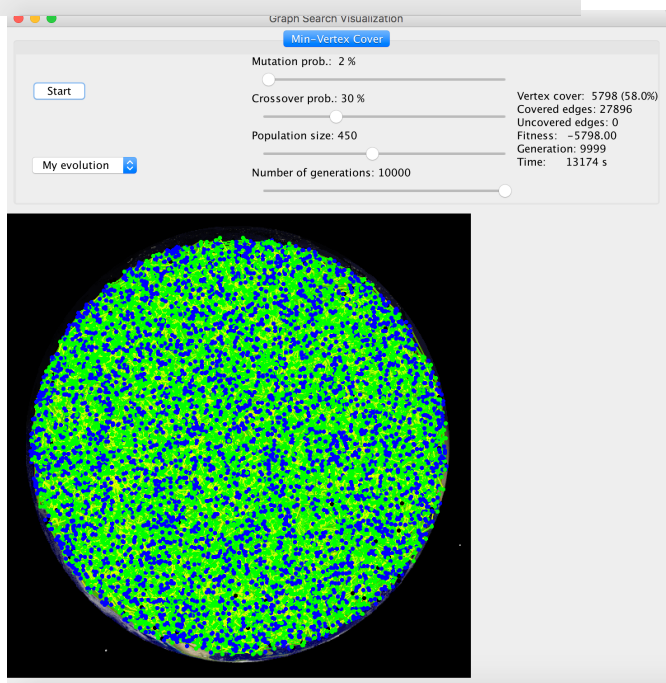 Graph Search Visualization
Min-Vertex Cover
Mutation prob.: 2 %
Start
Crossover prob.: 30 %
Population size: 450
My evolution
Number of generations: 10000
Vertex cover: 5798 (58.0%)
Covered edges: 27896
Uncovered edges: 0
Fitness: -5798.00
Generation: 9999
Time: 13174 s